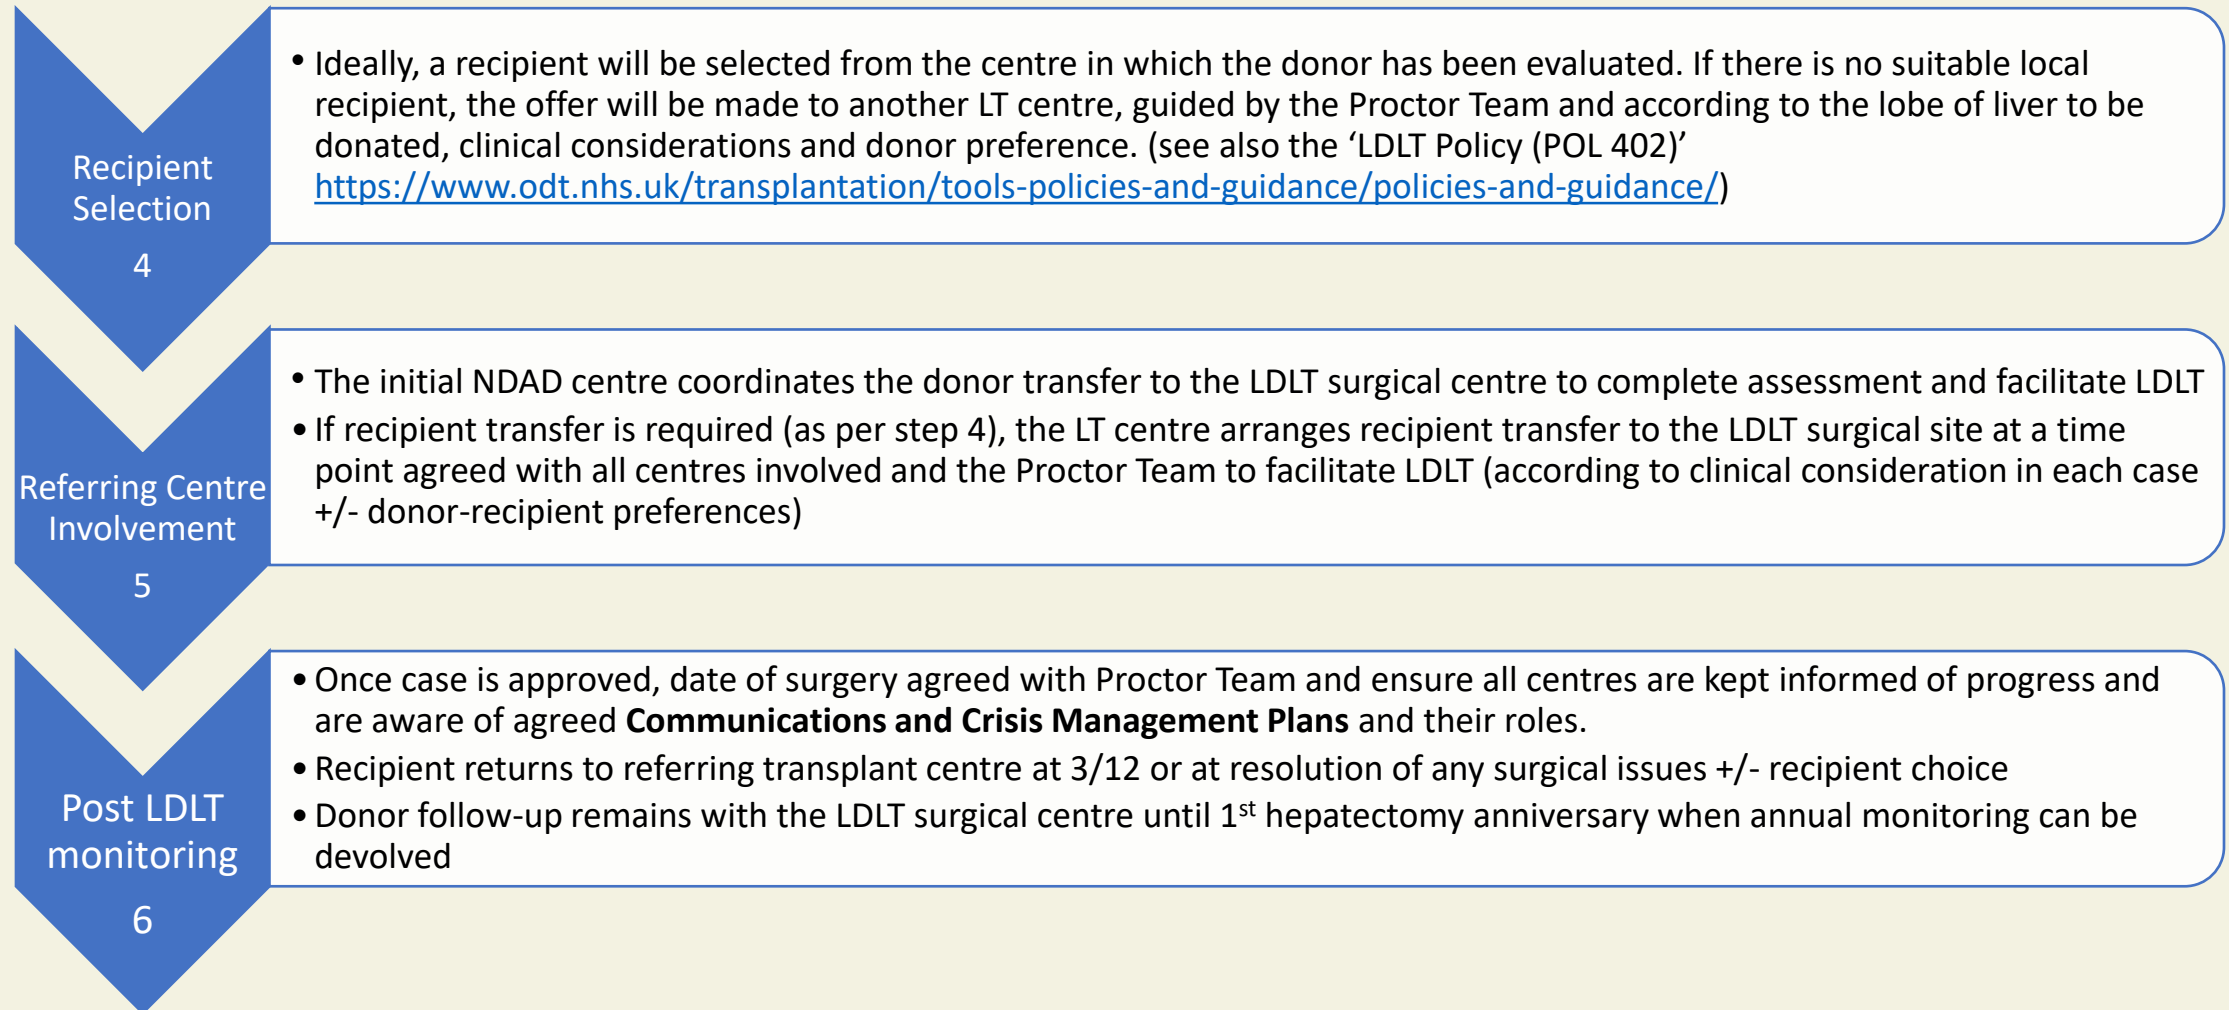 Recipient
Selection
4
• Ideally, a recipient will be selected from the centre in which the donor has been evaluated. If there is no suitable local
recipient, the offer will be made to another LT centre, guided by the Proctor Team and according to the lobe of liver to be
donated, clinical considerations and donor preference. (see also the ‘LDLT Policy (POL 402)’
https://www.odt.nhs.uk/transplantation/tools-policies-and-guidance/policies-and-guidance/)
Referring Centre
Involvement
5
• The initial NDAD centre coordinates the donor transfer to the LDLT surgical centre to complete assessment and facilitate LDLT
• If recipient transfer is required (as per step 4), the LT centre arranges recipient transfer to the LDLT surgical site at a time
point agreed with all centres involved and the Proctor Team to facilitate LDLT (according to clinical consideration in each case
+/- donor-recipient preferences)
Post LDLT
monitoring
6
• Once case is approved, date of surgery agreed with Proctor Team and ensure all centres are kept informed of progress and
are aware of agreed Communications and Crisis Management Plans and their roles.
• Recipient returns to referring transplant centre at 3/12 or at resolution of any surgical issues +/- recipient choice
• Donor follow-up remains with the LDLT surgical centre until 1st hepatectomy anniversary when annual monitoring can be
devolved